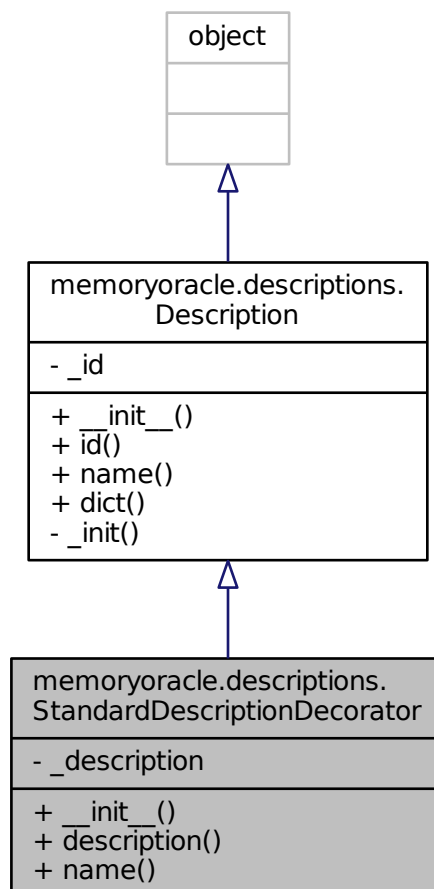 object
memoryoracle.descriptions.
Description
- _id
+ __init__()
+ id()
+ name()
+ dict()
- _init()
memoryoracle.descriptions.
StandardDescriptionDecorator
- _description
+ __init__()
+ description()
+ name()